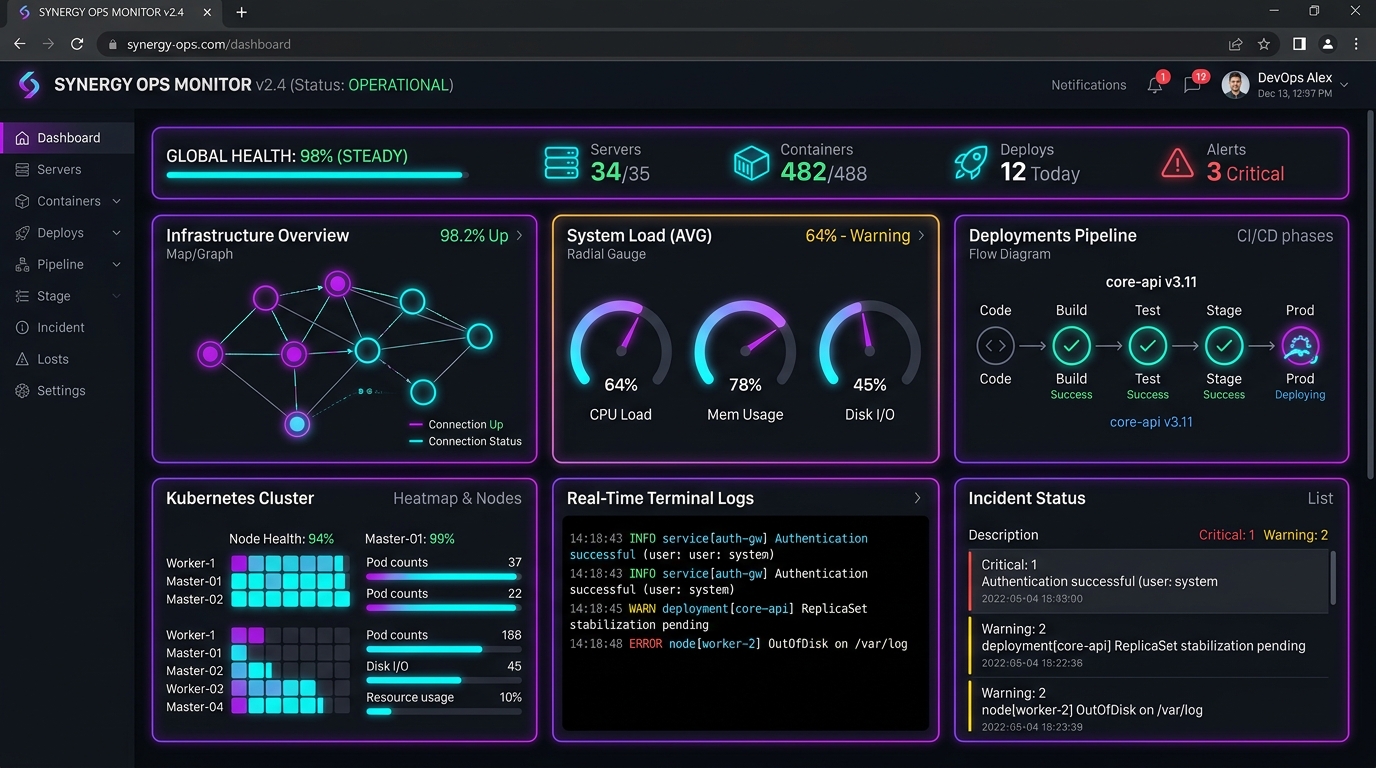 SYNERGY OPS MONITOR v2.4
synergy-ops.com/dashboard
SYNERGY OPS MONITOR v2.4 (Status: OPERATIONAL)
Notifications
1
12
DevOps Alex
Dec 13, 12:97 PM
Dashboard
Servers
Containers
Deploys
Pipeline
Stage
Incident
Losts
Settings
GLOBAL HEALTH: 98% (STEADY)
Servers
34/35
Containers
482/488
Deploys
12 Today
Alerts
3 Critical
Infrastructure Overview
98.2% Up
Map/Graph
Connection Up
Connection Status
System Load (AVG)
64% - Warning
Radial Gauge
64%
CPU Load
78%
Mem Usage
45%
Disk I/O
Deployments Pipeline
CI/CD phases
Flow Diagram
core-api v3.11
Code Build Test Stage Prod
Code Build Test Stage Prod
Success Success Success Deploying
core-api v3.11
Kubernetes Cluster
Heatmap & Nodes
Node Health: 94%
Worker-1
Master-01
Master-02
Worker-1
Master-01
Master-02
Worker-03
Master-04
Master-01: 99%
Pod counts 37
Pod counts 22
Pod counts 188
Disk I/O 45
Resource usage 10%
Real-Time Terminal Logs
14:18:43 INFO service[auth-gw] Authentication
successful (user: user: system)
14:18:43 INFO service[auth-gw] Authentication
successful (user: system)
14:18:45 WARN deployment[core-api] ReplicaSet
stabilization pending
14:18:48 ERROR node[worker-2] OutOfDisk on /var/log
Incident Status
List
Description
Critical: 1 Warning: 2
Critical: 1
Authentication successful (user: system
2022-05-04 18:83:00
Warning: 2
deployment[core-api] ReplicaSet stabilization pending
2022-05-04 18:22:36
Warning: 2
node[worker-2] OutOfDisk on /var/log
2022-05-04 18:23:39